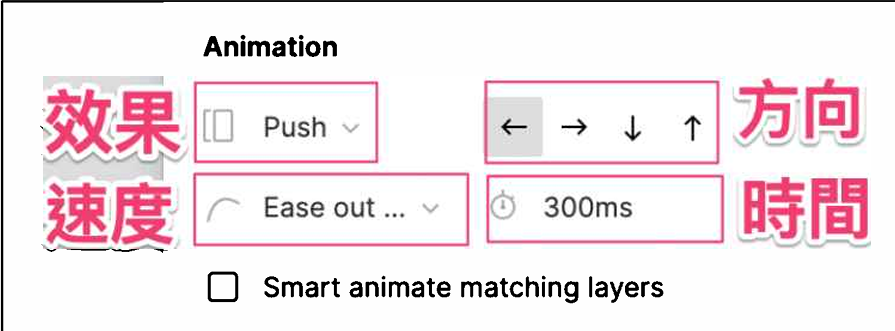 Animation
效果 Push ← → ↓ ↑ 方向
速度 Ease out ... 300ms 時間
Smart animate matching layers